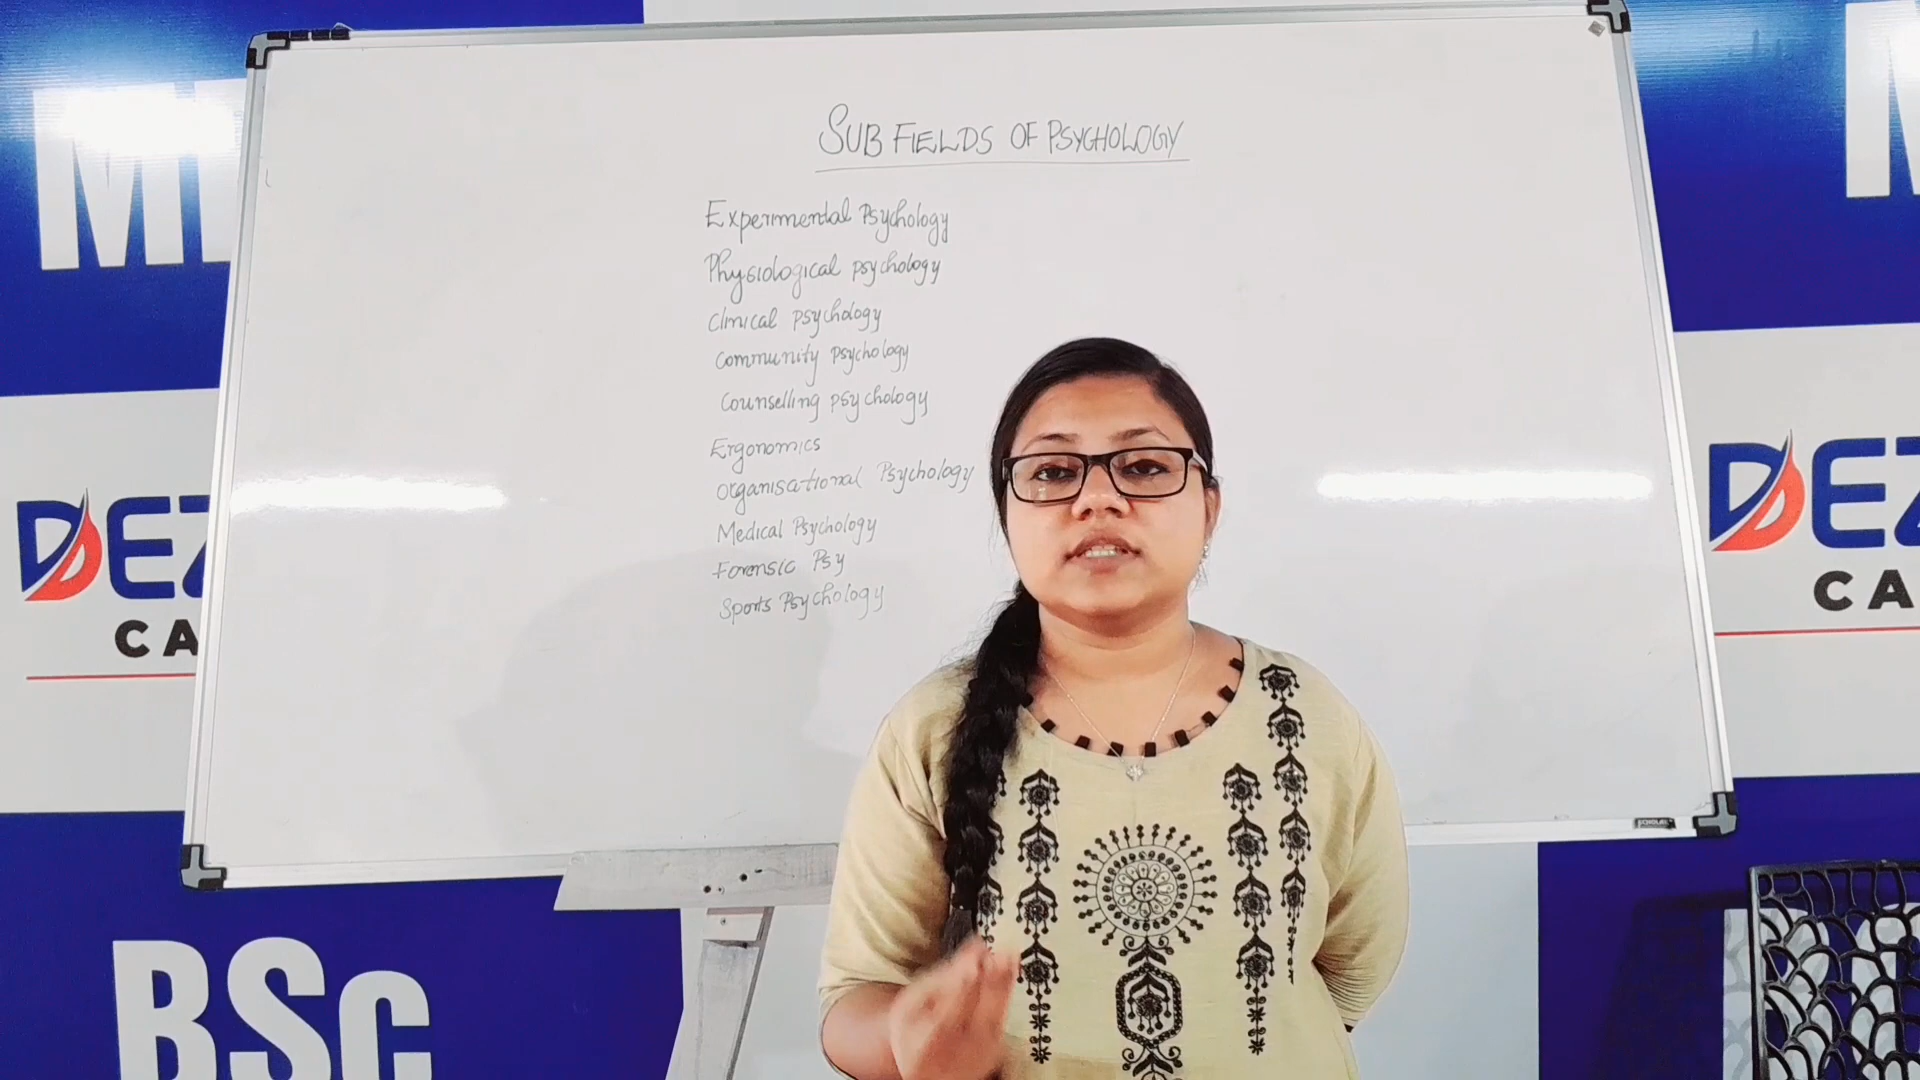 SUB FIELDS OF PSYCHOLOGY
Experimental Psychology
Physiological psychology
Clinical psychology
Community psychology
Counselling psychology
Ergonomics
Organisational Psychology
Medical Psychology
Forensic Psy
Sports Psychology
DEZ
CA
DEZ
CA
BSc